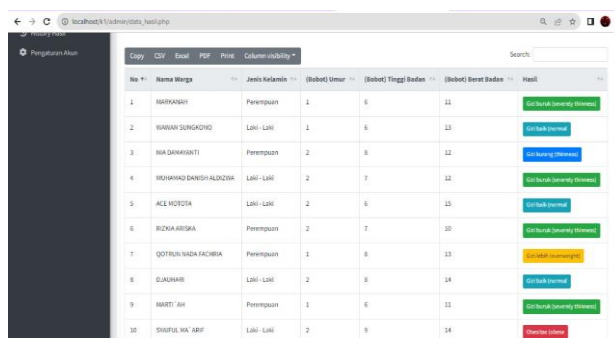 localhost/k1/admin/data_hasil.php
History Hasil
Pengaturan Akun
Copy CSV Excel PDF Print Column visibility
Search:
No Nama Warga Jenis Kelamin (Bobot) Umur (Bobot) Tinggi Badan (Bobot) Berat Badan Hasil
1 MARKANAH Perempuan 1 6 11 Gizi buruk (severely thinness)
2 WAWAN SUNGKONO Laki - Laki 1 6 13 Gizi baik (normal
3 NIA DAMAYANTI Perempuan 2 8 12 Gizi kurang (thinness)
4 MOHAMAD DANISH ALDIZWA Laki - Laki 2 7 12 Gizi buruk (severely thinness)
5 ACE MOTOTA Laki - Laki 2 6 15 Gizi baik (normal
6 RIZKIA ARISKA Perempuan 2 7 10 Gizi buruk (severely thinness)
7 QOTRUN NADA FACHRIA Perempuan 1 8 13 Gizi lebih (overweight)
8 DJAUHARI Laki - Laki 2 8 14 Gizi baik (normal
9 MARTI`AH Perempuan 1 6 11 Gizi buruk (severely thinness)
10 SYAIFUL MA`ARIF Laki - Laki 2 9 14 Obesitas (obese